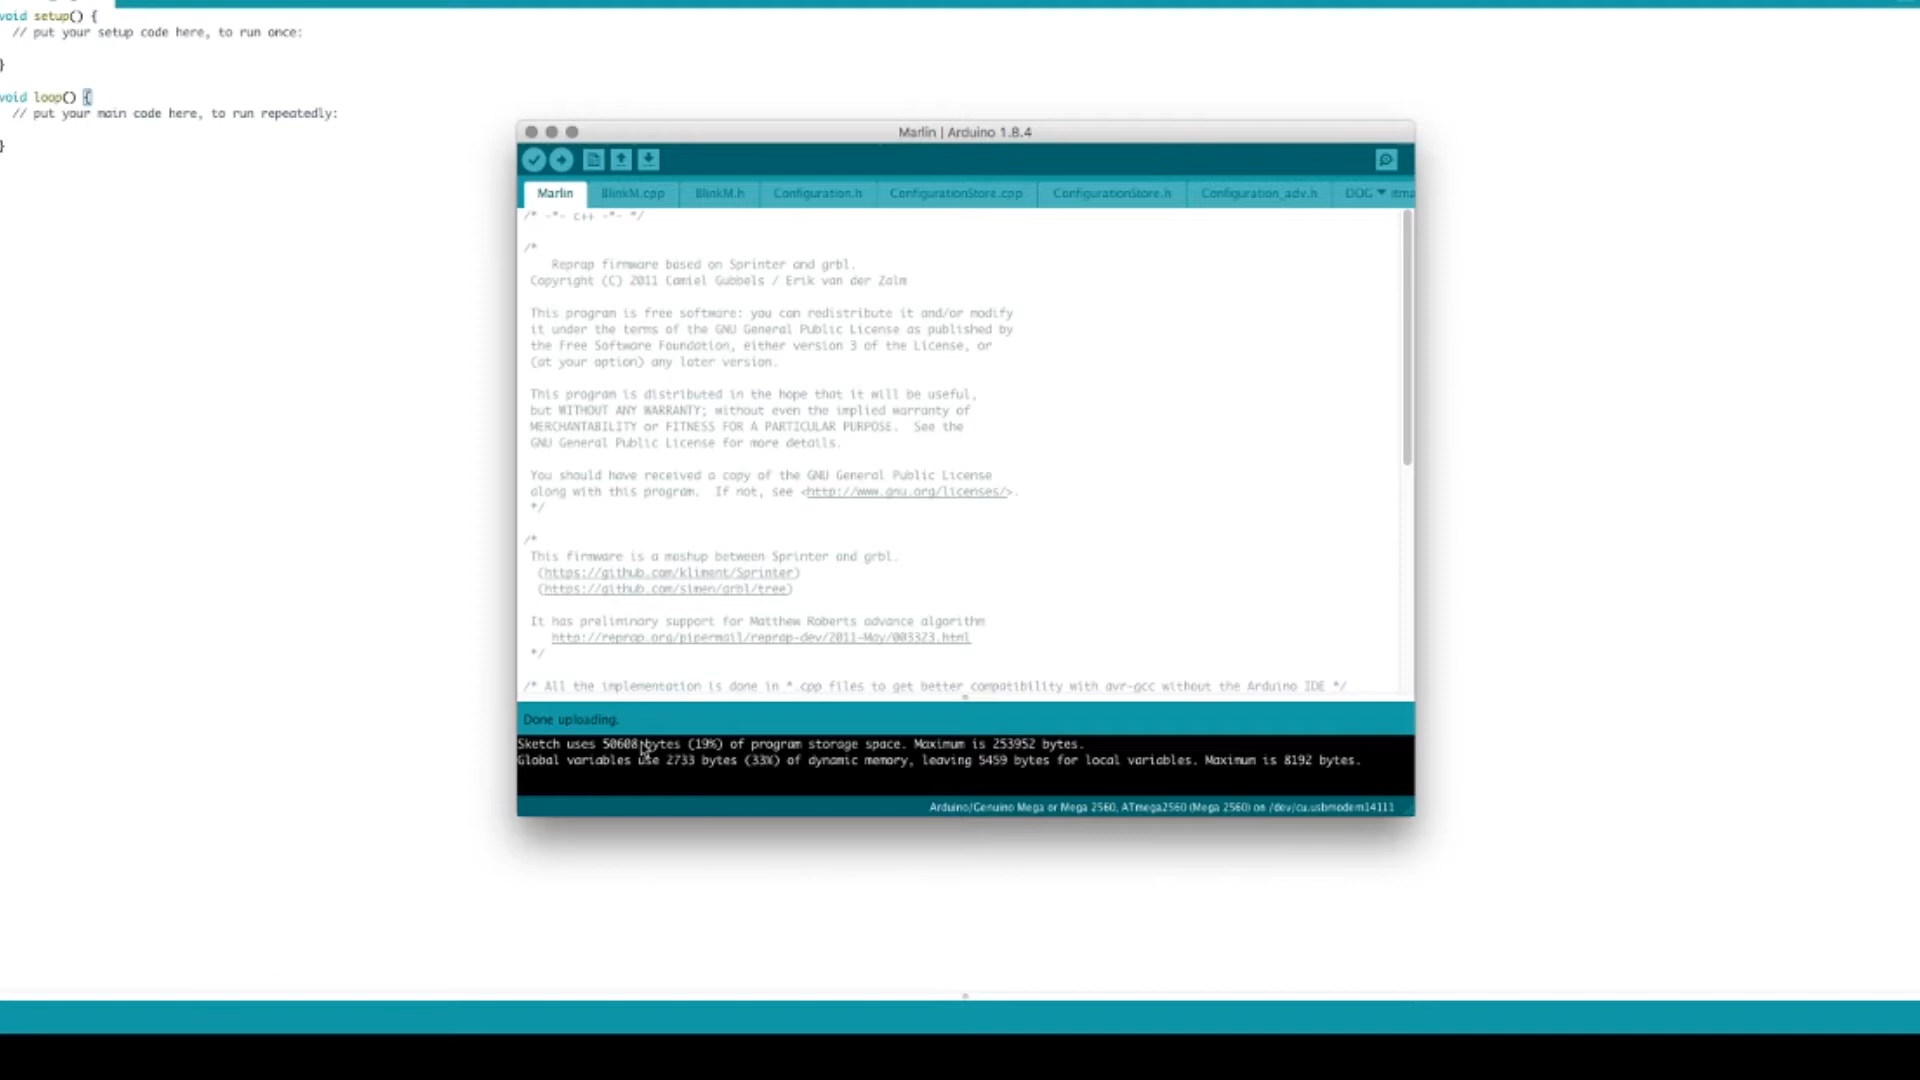 void setup() {
// put your setup code here, to run once:
}
void loop() {
// put your main code here, to run repeatedly:
}
Marlin | Arduino 1.8.4
Marlin BlinkM.cpp BlinkM.h Configuration.h ConfigurationStore.cpp ConfigurationStore.h Configuration_adv.h DOG itma
/* -*- c++ -*- */
/*
Reprap firmware based on Sprinter and grbl.
Copyright (C) 2011 Camiel Gubbels / Erik van der Zalm
This program is free software: you can redistribute it and/or modify
it under the terms of the GNU General Public License as published by
the Free Software Foundation, either version 3 of the License, or
(at your option) any later version.
This program is distributed in the hope that it will be useful,
but WITHOUT ANY WARRANTY; without even the implied warranty of
MERCHANTABILITY or FITNESS FOR A PARTICULAR PURPOSE.  See the
GNU General Public License for more details.
You should have received a copy of the GNU General Public License
along with this program.  If not, see <http://www.gnu.org/licenses/>.
*/
/*
This firmware is a mashup between Sprinter and grbl.
(https://github.com/kliment/Sprinter)
(https://github.com/simen/grbl/tree)
It has preliminary support for Matthew Roberts advance algorithm
http://reprap.org/pipermail/reprap-dev/2011-May/003323.html
*/
/* All the implementation is done in *.cpp files to get better compatibility with avr-gcc without the Arduino IDE */
Done uploading.
Sketch uses 50608 bytes (19%) of program storage space. Maximum is 253952 bytes.
Global variables use 2733 bytes (33%) of dynamic memory, leaving 5459 bytes for local variables. Maximum is 8192 bytes.
Arduino/Genuino Mega or Mega 2560, ATmega2560 (Mega 2560) on /dev/cu.usbmodem14111